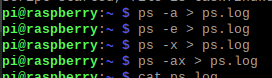 pi@raspberry:~ $ ps -a > ps.log
pi@raspberry:~ $ ps -e > ps.log
pi@raspberry:~ $ ps -x > ps.log
pi@raspberry:~ $ ps -ax > ps.log
pi@raspberry:~ $ cat ps.log